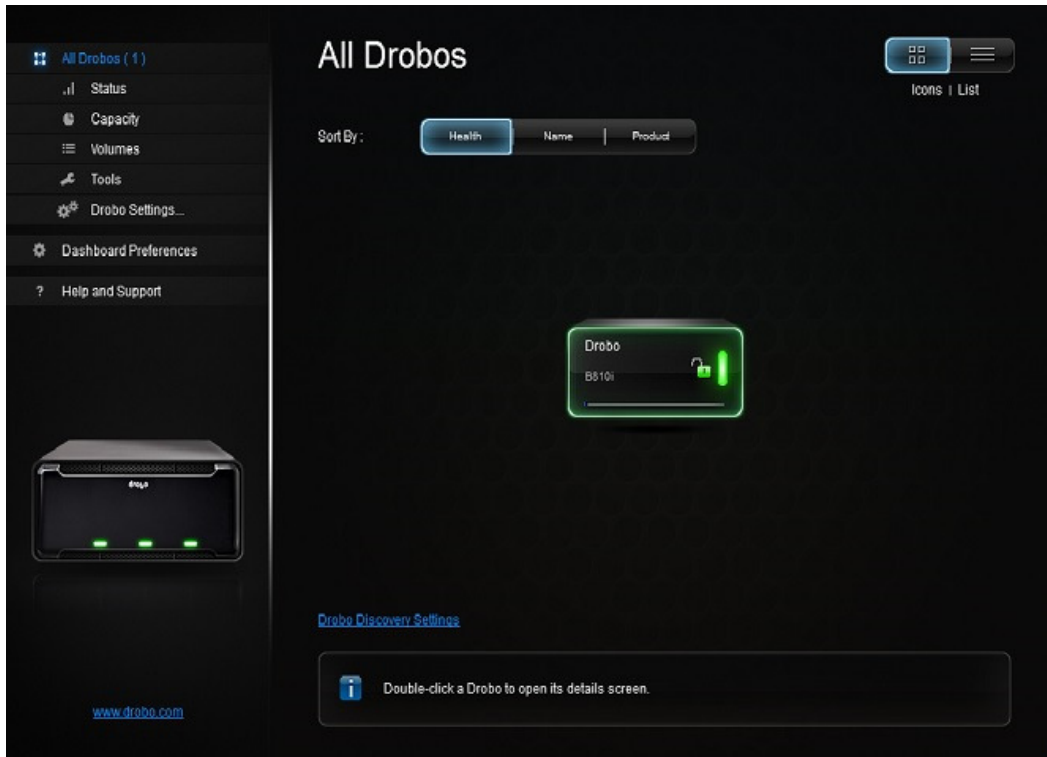 All Drobos ( 1 )
Status
Capacity
Volumes
Tools
Drobo Settings...
Dashboard Preferences
? Help and Support
drobo
www.drobo.com
All Drobos
Icons | List
Sort By : Health Name | Product
Drobo
B810i
Drobo Discovery Settings
i Double-click a Drobo to open its details screen.